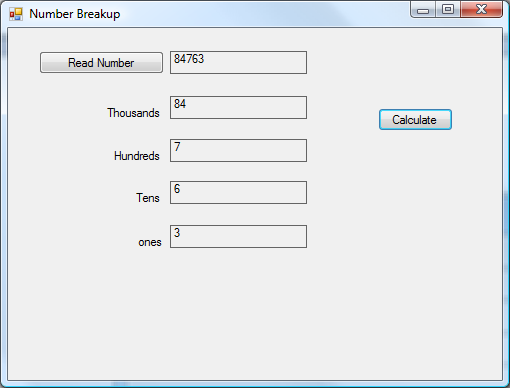 Number Breakup
Read Number 84763
Thousands 84
Calculate
Hundreds 7
Tens 6
ones 3